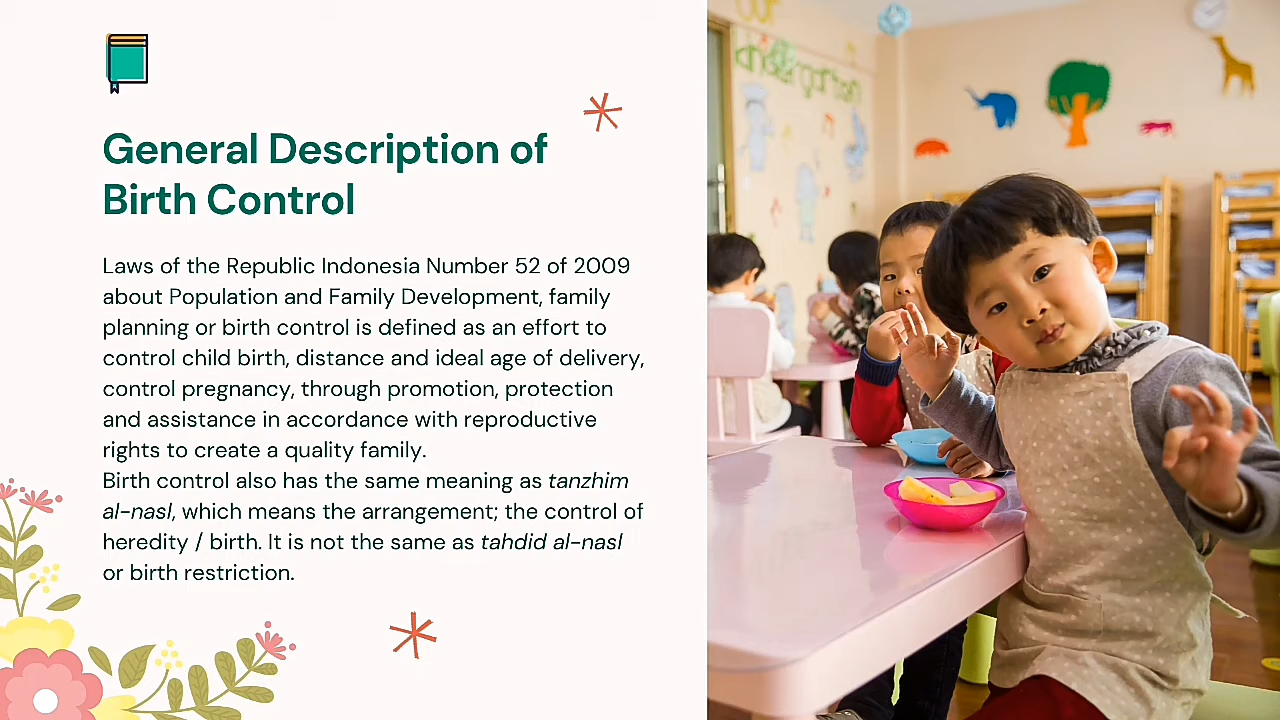 General Description of
Birth Control
Laws of the Republic Indonesia Number 52 of 2009
about Population and Family Development, family
planning or birth control is defined as an effort to
control child birth, distance and ideal age of delivery,
control pregnancy, through promotion, protection
and assistance in accordance with reproductive
rights to create a quality family.
Birth control also has the same meaning as tanzhim
al-nasl, which means the arrangement; the control of
heredity / birth. It is not the same as tahdid al-nasl
or birth restriction.
our
kindergarten